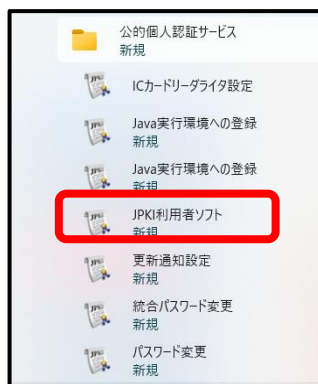 公的個人認証サービス
新規
ICカードリーダライタ設定
Java実行環境への登録
新規
Java実行環境への登録
新規
JPKI利用者ソフト
新規
更新通知設定
新規
統合パスワード変更
新規
パスワード変更
新規